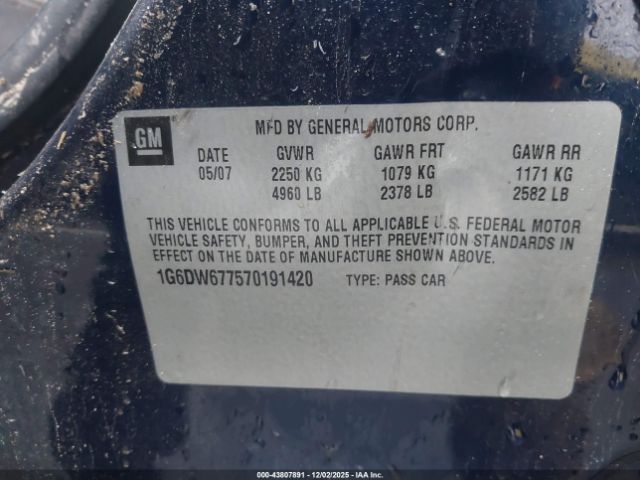 GM
MFD BY GENERAL MOTORS CORP.
DATE GVWR GAWR FRT GAWR RR
05/07 2250 KG 1079 KG 1171 KG
4960 LB 2378 LB 2582 LB
THIS VEHICLE CONFORMS TO ALL APPLICABLE U.S. FEDERAL MOTOR
VEHICLE SAFETY, BUMPER, AND THEFT PREVENTION STANDARDS IN
EFFECT ON THE DATE OF MANUFACTURE SHOWN ABOVE.
1G6DW677570191420 TYPE: PASS CAR
000-43807891 - 12/02/2025 - IAAI.COM